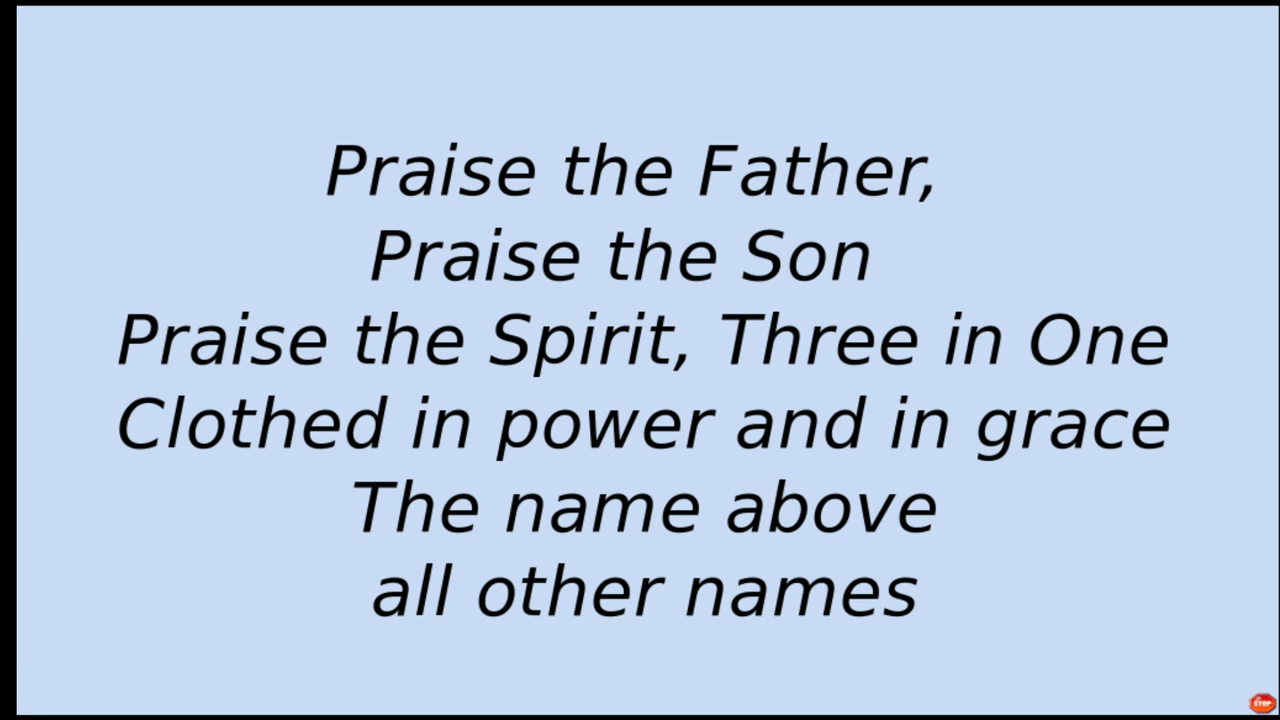 Praise the Father,
Praise the Son
Praise the Spirit, Three in One
Clothed in power and in grace
The name above
all other names
STOP